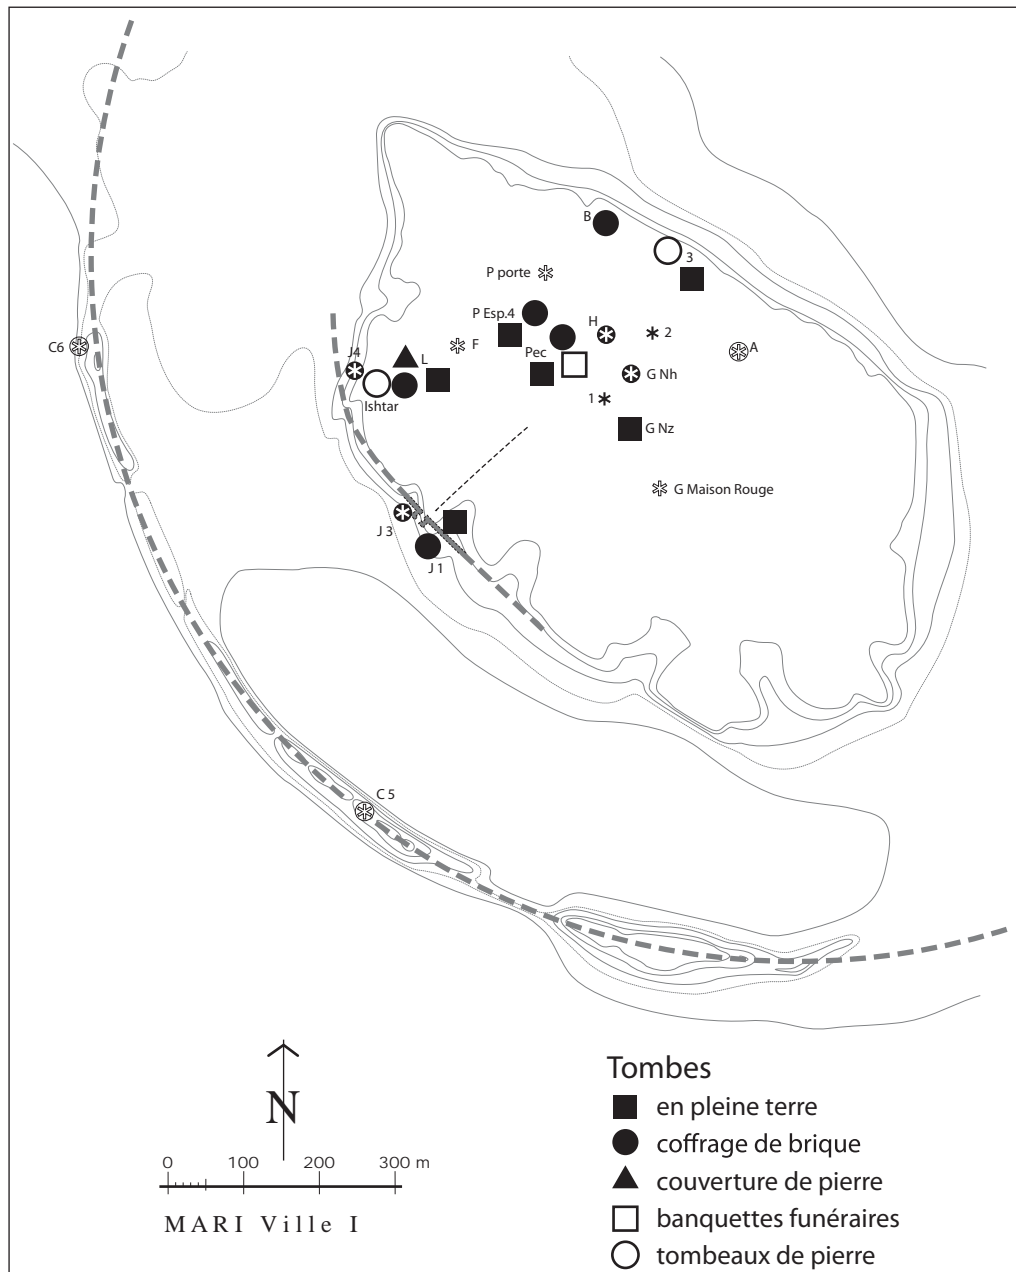 B
3
P porte
P Esp.4
H
2
C6
J4
L
F
Pec
A
G Nh
Ishtar
1
G Nz
G Maison Rouge
J 3
J 1
C 5
N
0 100 200 300 m
MARI Ville I
Tombes
en pleine terre
coffrage de brique
couverture de pierre
banquettes funéraires
tombeaux de pierre